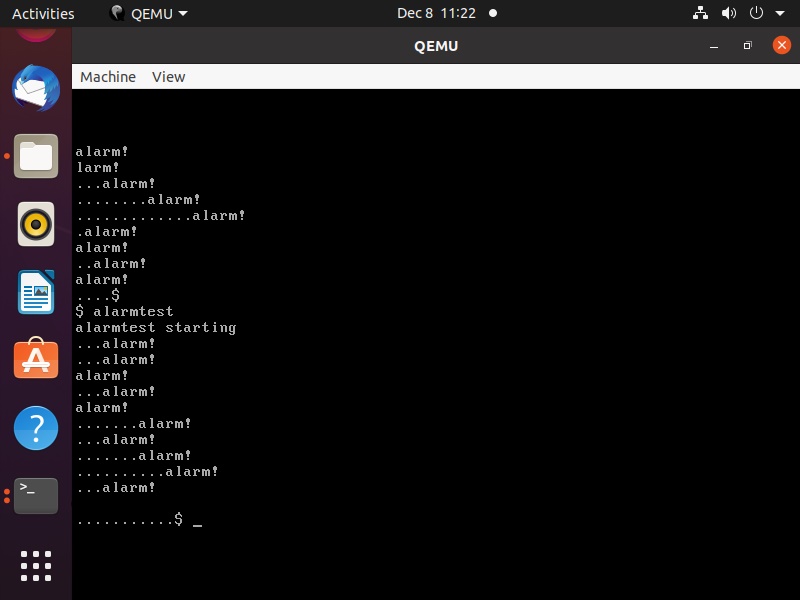 Activities QEMU Dec 8 11:22
QEMU
Machine View
alarm!
larm!
...alarm!
........alarm!
.............alarm!
.alarm!
alarm!
..alarm!
alarm!
....$
$ alarmtest
alarmtest starting
...alarm!
...alarm!
alarm!
...alarm!
alarm!
.......alarm!
...alarm!
.......alarm!
..........alarm!
...alarm!
...........$ _